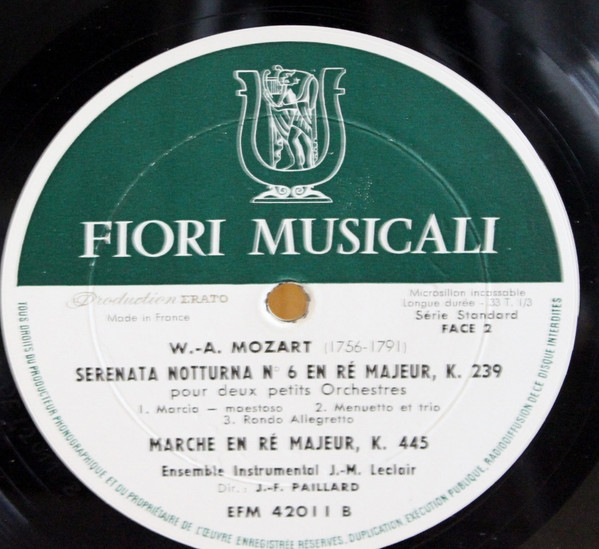 FIORI MUSICALI
Production ERATO
Made in France
Microsillon incassable
Longue durée - 33 T. 1/3
Série Standard
FACE 2
W.-A. MOZART (1756-1791)
SERENATA NOTTURNA N° 6 EN RÉ MAJEUR, K. 239
pour deux petits Orchestres
1. Marcia — maestoso 2. Menuetto et trio
3. Rondo Allegretto
MARCHE EN RÉ MAJEUR, K. 445
Ensemble Instrumental J.-M. Leclair
Dir.: J.-F. PAILLARD
EFM 42011 B
TOUS DROITS DU PRODUCTEUR PHONOGRAPHIQUE ET DU PROPRIÉTAIRE DE L'ŒUVRE ENREGISTRÉE RÉSERVÉS. DUPLICATION EXÉCUTION PUBLIQUE, RADIODIFFUSION DE CE DISQUE INTERDITES